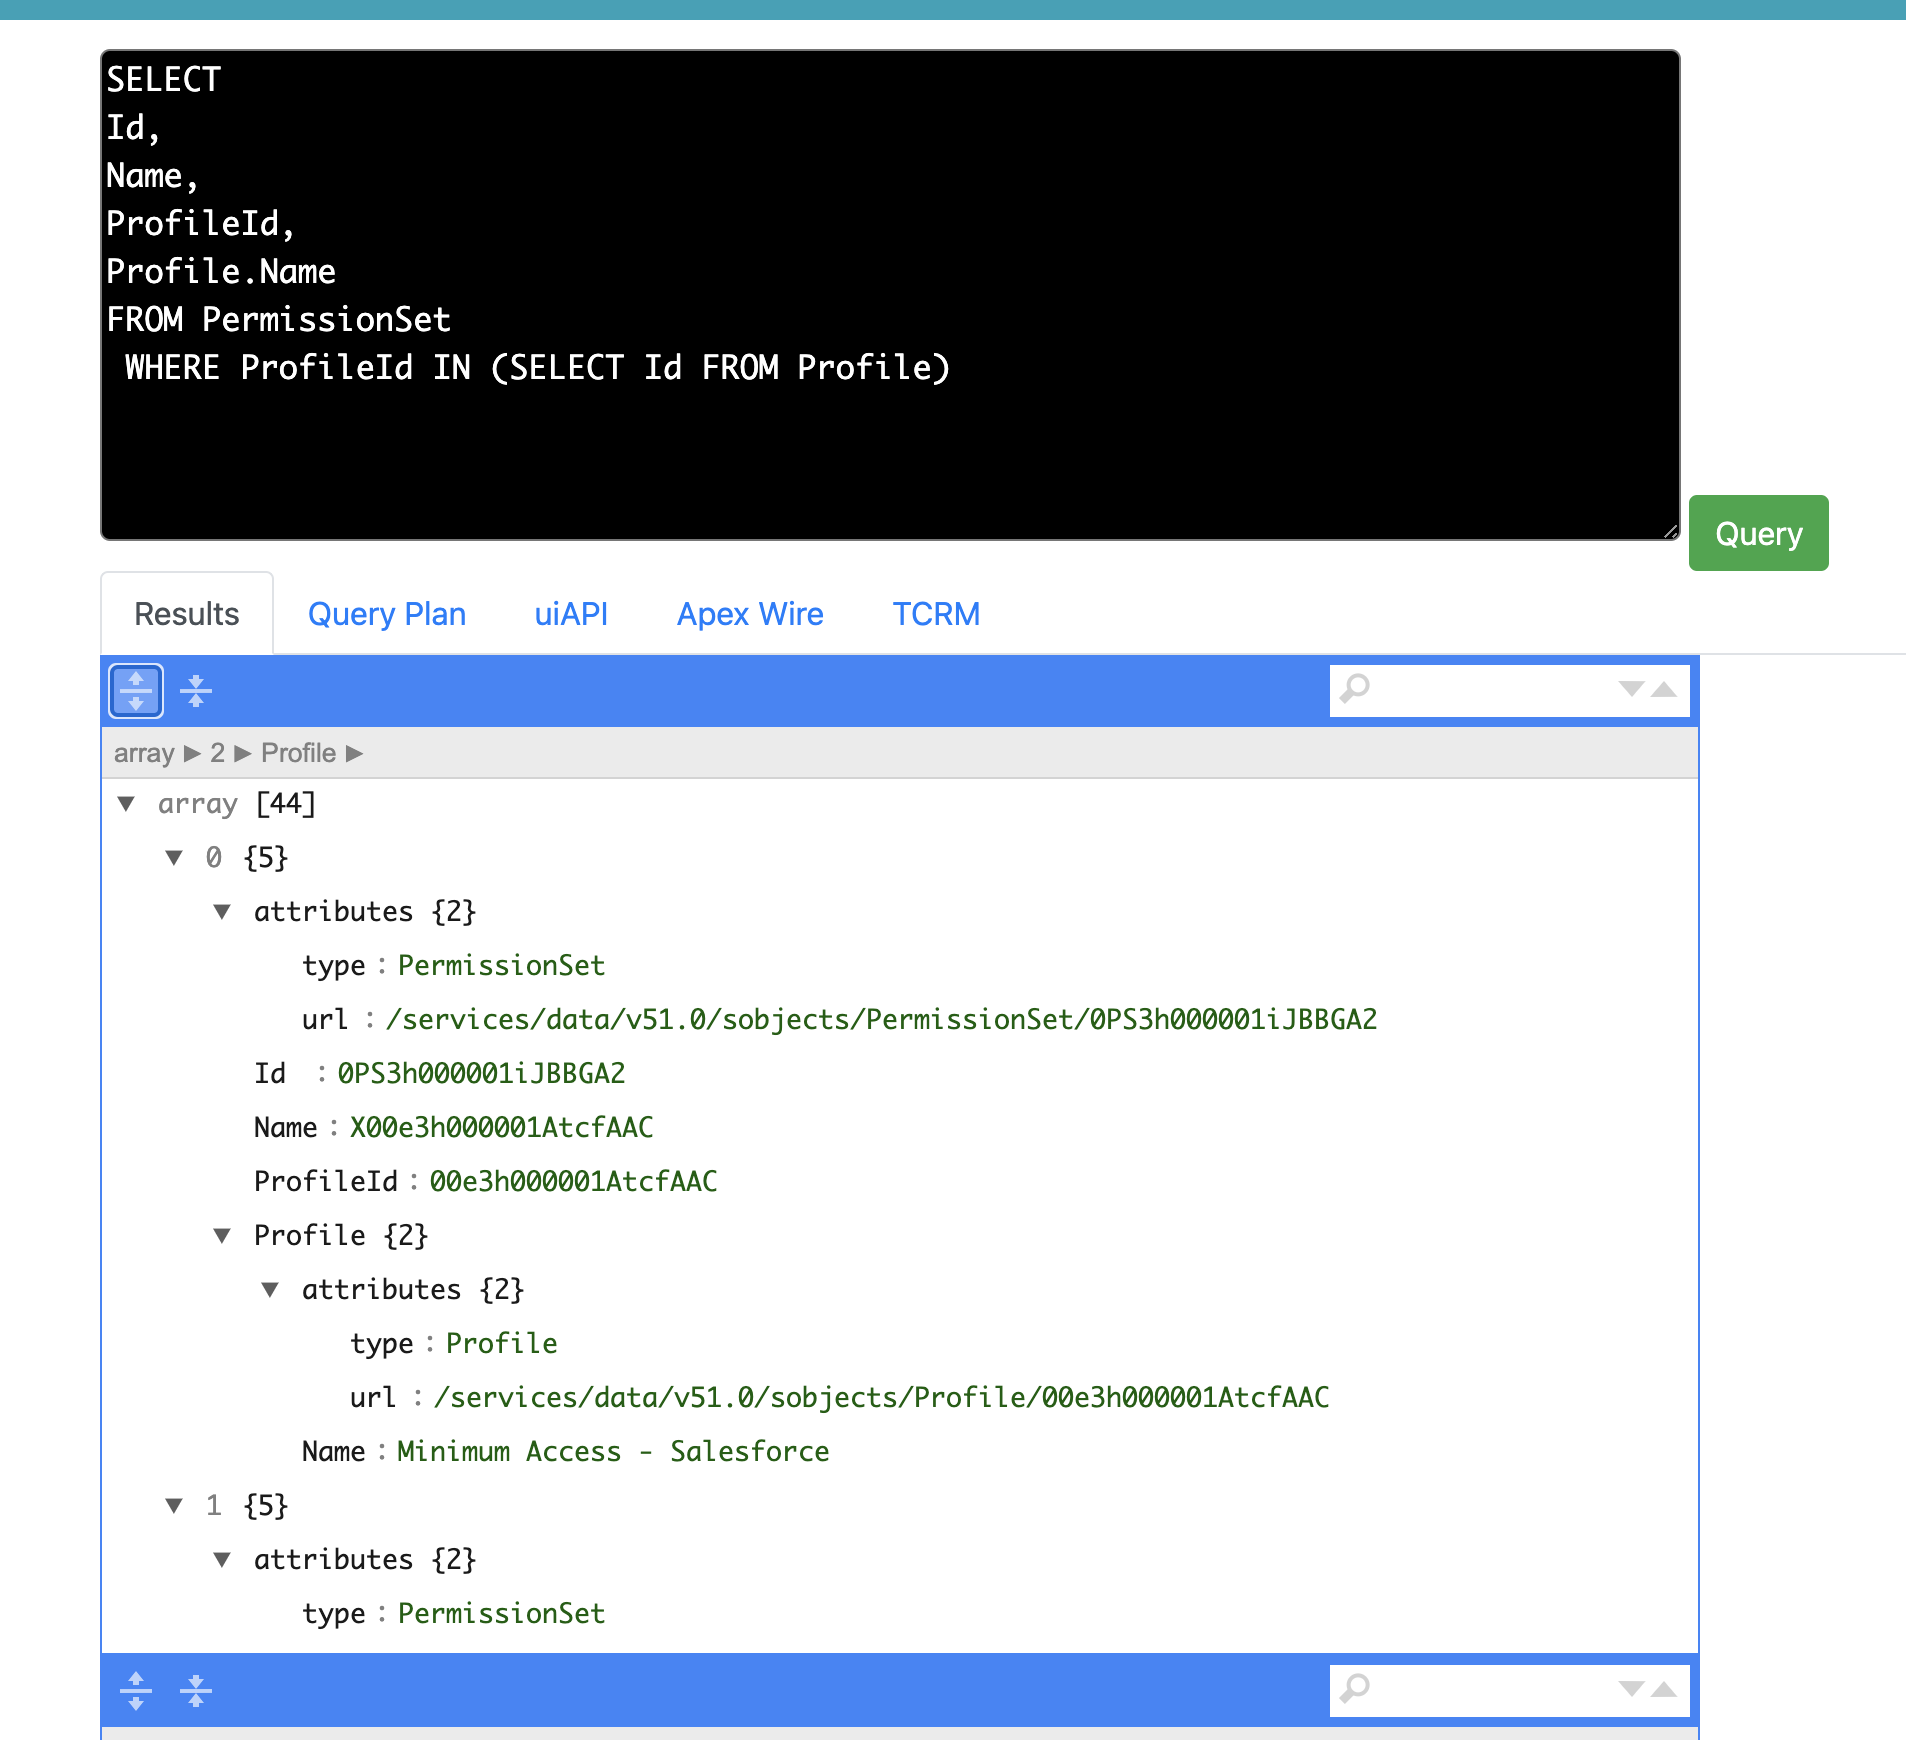 SELECT
Id,
Name,
ProfileId,
Profile.Name
FROM PermissionSet
 WHERE ProfileId IN (SELECT Id FROM Profile)
Query
Results Query Plan uiAPI Apex Wire TCRM
array ► 2 ► Profile ►
▼ array [44]
▼ 0 {5}
▼ attributes {2}
type : PermissionSet
url : /services/data/v51.0/sobjects/PermissionSet/0PS3h000001iJBBGA2
Id : 0PS3h000001iJBBGA2
Name : X00e3h000001AtcfAAC
ProfileId : 00e3h000001AtcfAAC
▼ Profile {2}
▼ attributes {2}
type : Profile
url : /services/data/v51.0/sobjects/Profile/00e3h000001AtcfAAC
Name : Minimum Access - Salesforce
▼ 1 {5}
▼ attributes {2}
type : PermissionSet